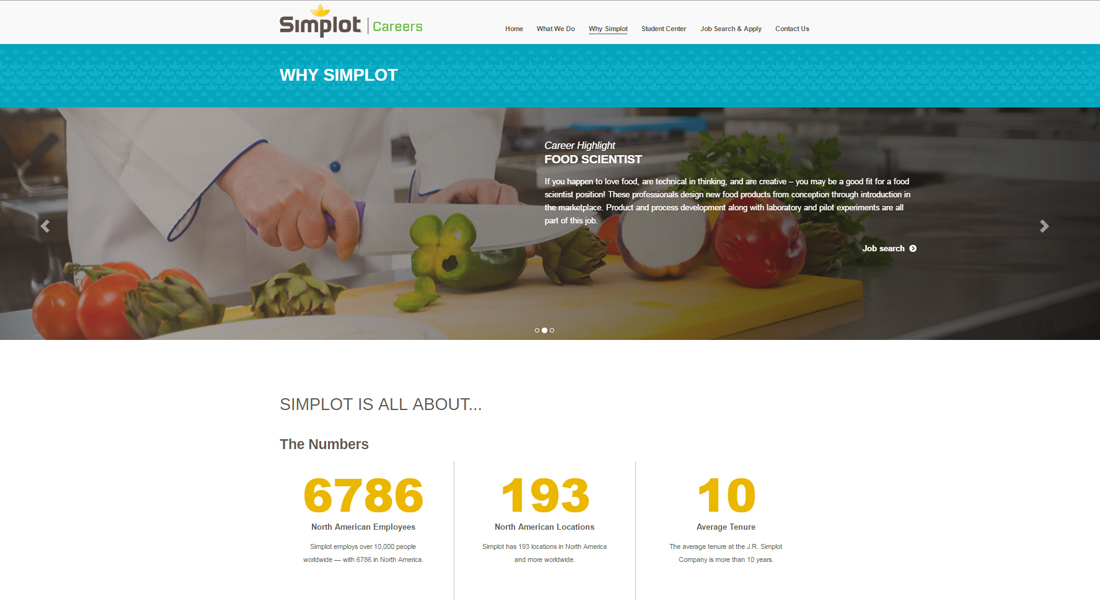 Simplot | Careers
Home What We Do Why Simplot Student Center Job Search & Apply Contact Us
WHY SIMPLOT
Career Highlight
FOOD SCIENTIST
If you happen to love food, are technical in thinking, and are creative – you may be a good fit for a food
scientist position! These professionals design new food products from conception through introduction in
the marketplace. Product and process development along with laboratory and pilot experiments are all
part of this job.
Job search
SIMPLOT IS ALL ABOUT...
The Numbers
6786
North American Employees
Simplot employs over 10,000 people
worldwide — with 6786 in North America.
193
North American Locations
Simplot has 193 locations in North America
and more worldwide.
10
Average Tenure
The average tenure at the J.R. Simplot
Company is more than 10 years.